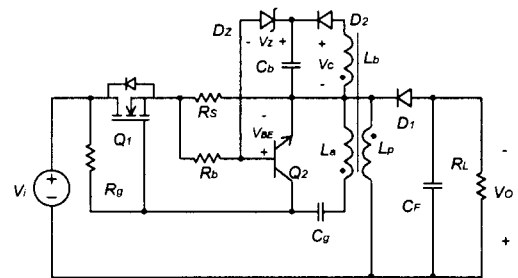 DZ
- VZ +
D2
Cb
+ VC -
Lb
Q1
RS
Rb
- VBE +
Q2
La
Lp
D1
Rg
Vi
+ -
Cg
CF
RL
- VO +